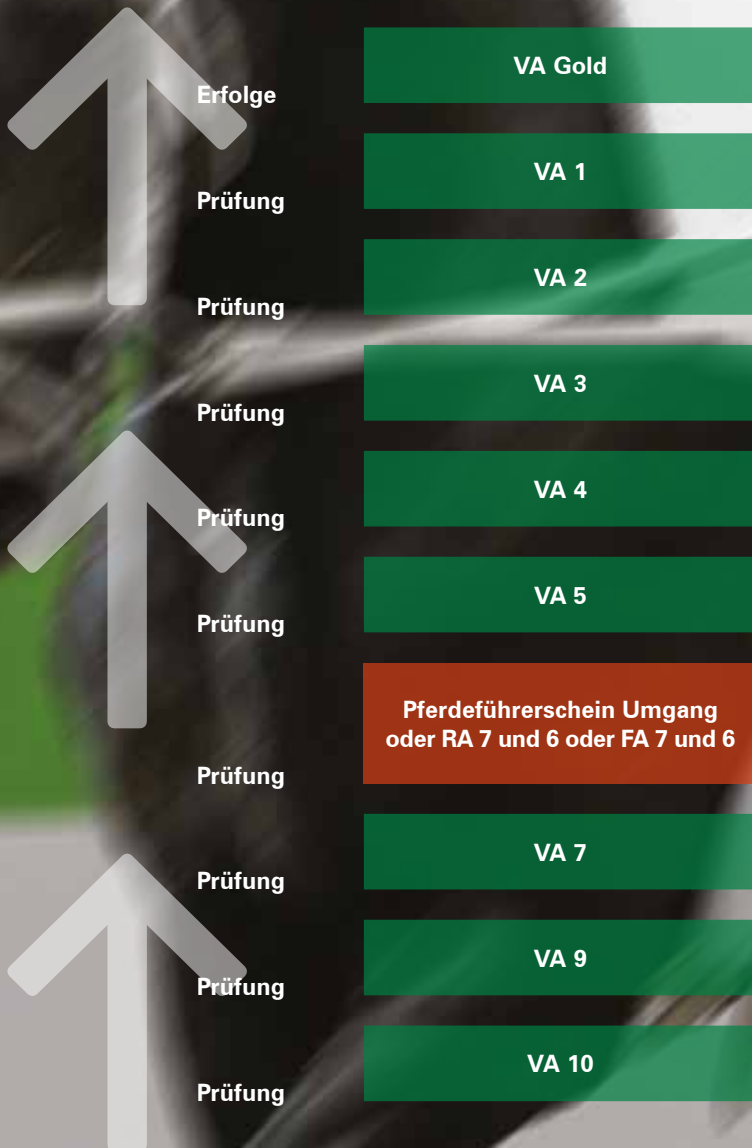 VA Gold
Erfolge
VA 1
Prüfung
VA 2
Prüfung
VA 3
Prüfung
VA 4
Prüfung
VA 5
Prüfung
Pferdeführerschein Umgang
oder RA 7 und 6 oder FA 7 und 6
Prüfung
VA 7
Prüfung
VA 9
Prüfung
VA 10
Prüfung